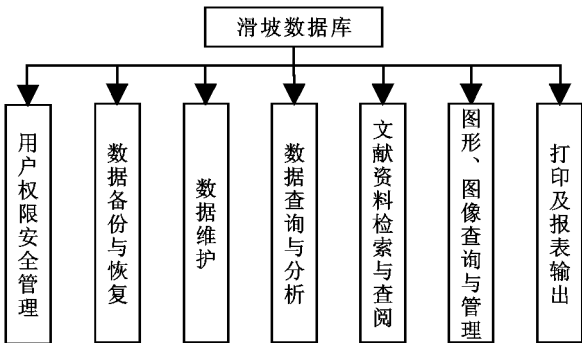 滑坡数据库
用户权限安全管理
数据备份与恢复
数据维护
数据查询与分析
文献资料检索与查阅
图形、图像查询与管理
打印及报表输出